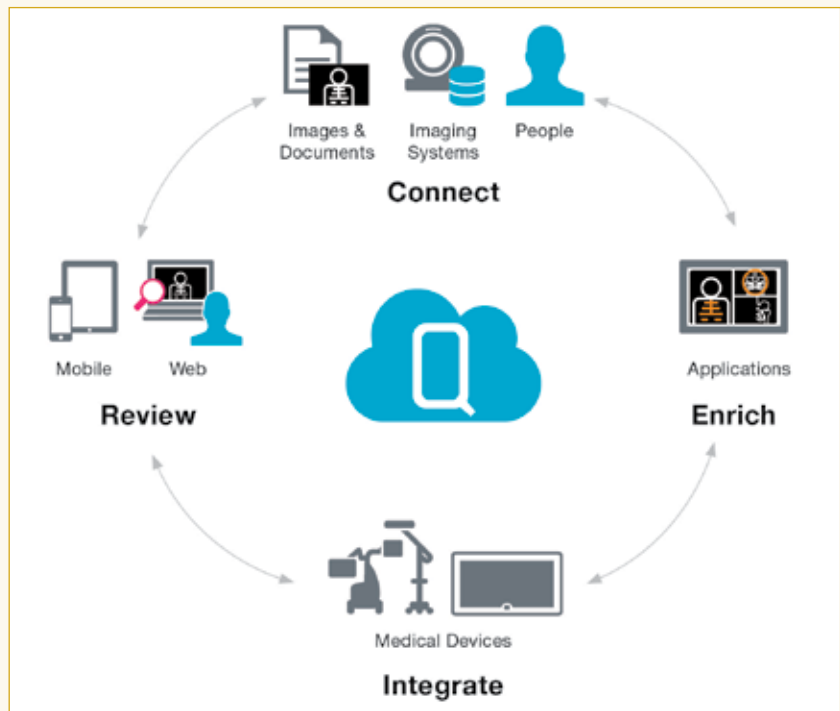 Images &
Documents
Imaging
Systems
People
Connect
Mobile
Web
Review
Applications
Enrich
Medical Devices
Integrate